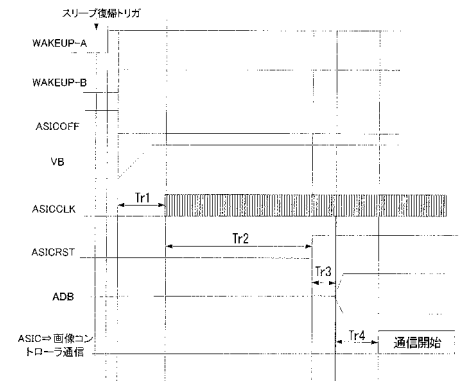 スリープ復帰トリガ
WAKEUP-A
WAKEUP-B
ASICOFF
VB
ASICCLK
Tr1
ASICRST
Tr2
Tr3
ADB
ASIC⇒画像コン
トローラ通信
Tr4
通信開始